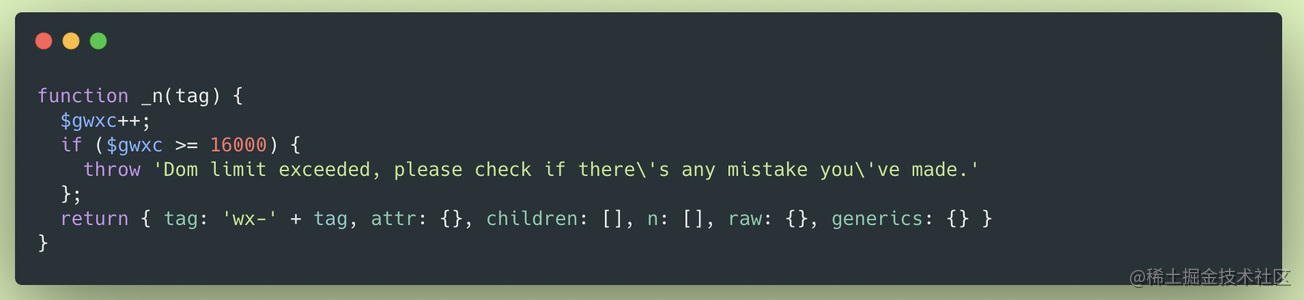 function _n(tag) {
  $gwxc++;
  if ($gwxc >= 16000) {
    throw 'Dom limit exceeded, please check if there\'s any mistake you\'ve made.'
  };
  return { tag: 'wx-' + tag, attr: {}, children: [], n: [], raw: {}, generics: {} }
}
@稀土掘金技术社区